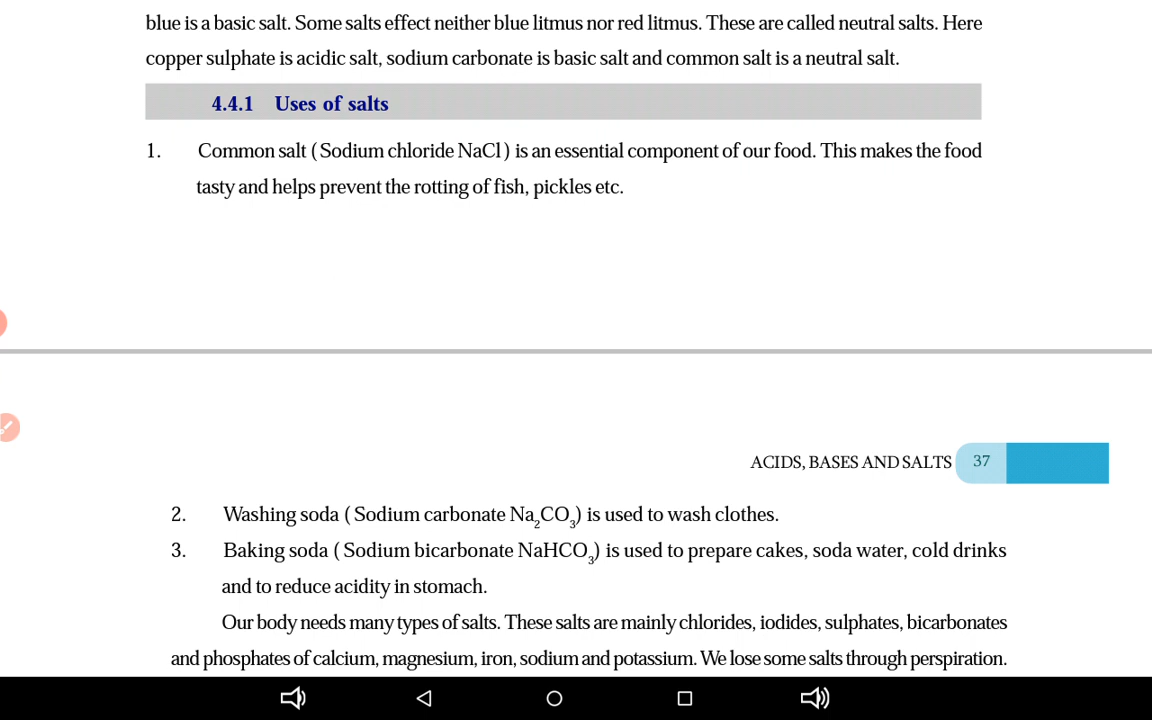 blue is a basic salt. Some salts effect neither blue litmus nor red litmus. These are called neutral salts. Here
copper sulphate is acidic salt, sodium carbonate is basic salt and common salt is a neutral salt.
4.4.1 Uses of salts
1. Common salt ( Sodium chloride NaCl ) is an essential component of our food. This makes the food
tasty and helps prevent the rotting of fish, pickles etc.
ACIDS, BASES AND SALTS 37
2. Washing soda ( Sodium carbonate Na₂CO₃) is used to wash clothes.
3. Baking soda ( Sodium bicarbonate NaHCO₃) is used to prepare cakes, soda water, cold drinks
and to reduce acidity in stomach.
Our body needs many types of salts. These salts are mainly chlorides, iodides, sulphates, bicarbonates
and phosphates of calcium, magnesium, iron, sodium and potassium. We lose some salts through perspiration.